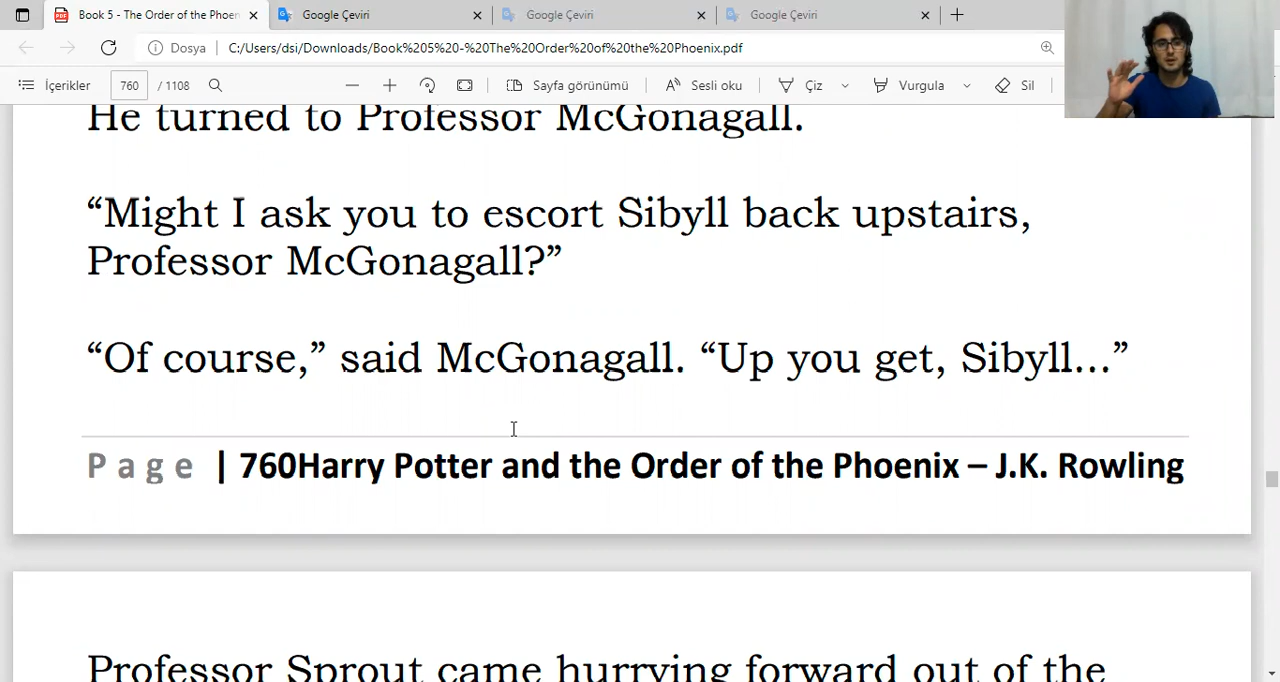 Book 5 - The Order of the Phoen
Google Çeviri
Google Çeviri
Google Çeviri
Dosya
C:/Users/dsi/Downloads/Book%205%20-%20The%20Order%20of%20the%20Phoenix.pdf
İçerikler
760
/ 1108
Sayfa görünümü
Sesli oku
Çiz
Vurgula
Sil
He turned to Professor McGonagall.
“Might I ask you to escort Sibyll back upstairs,
Professor McGonagall?”
“Of course,” said McGonagall. “Up you get, Sibyll...”
Page | 760Harry Potter and the Order of the Phoenix – J.K. Rowling
Professor Sprout came hurrying forward out of the